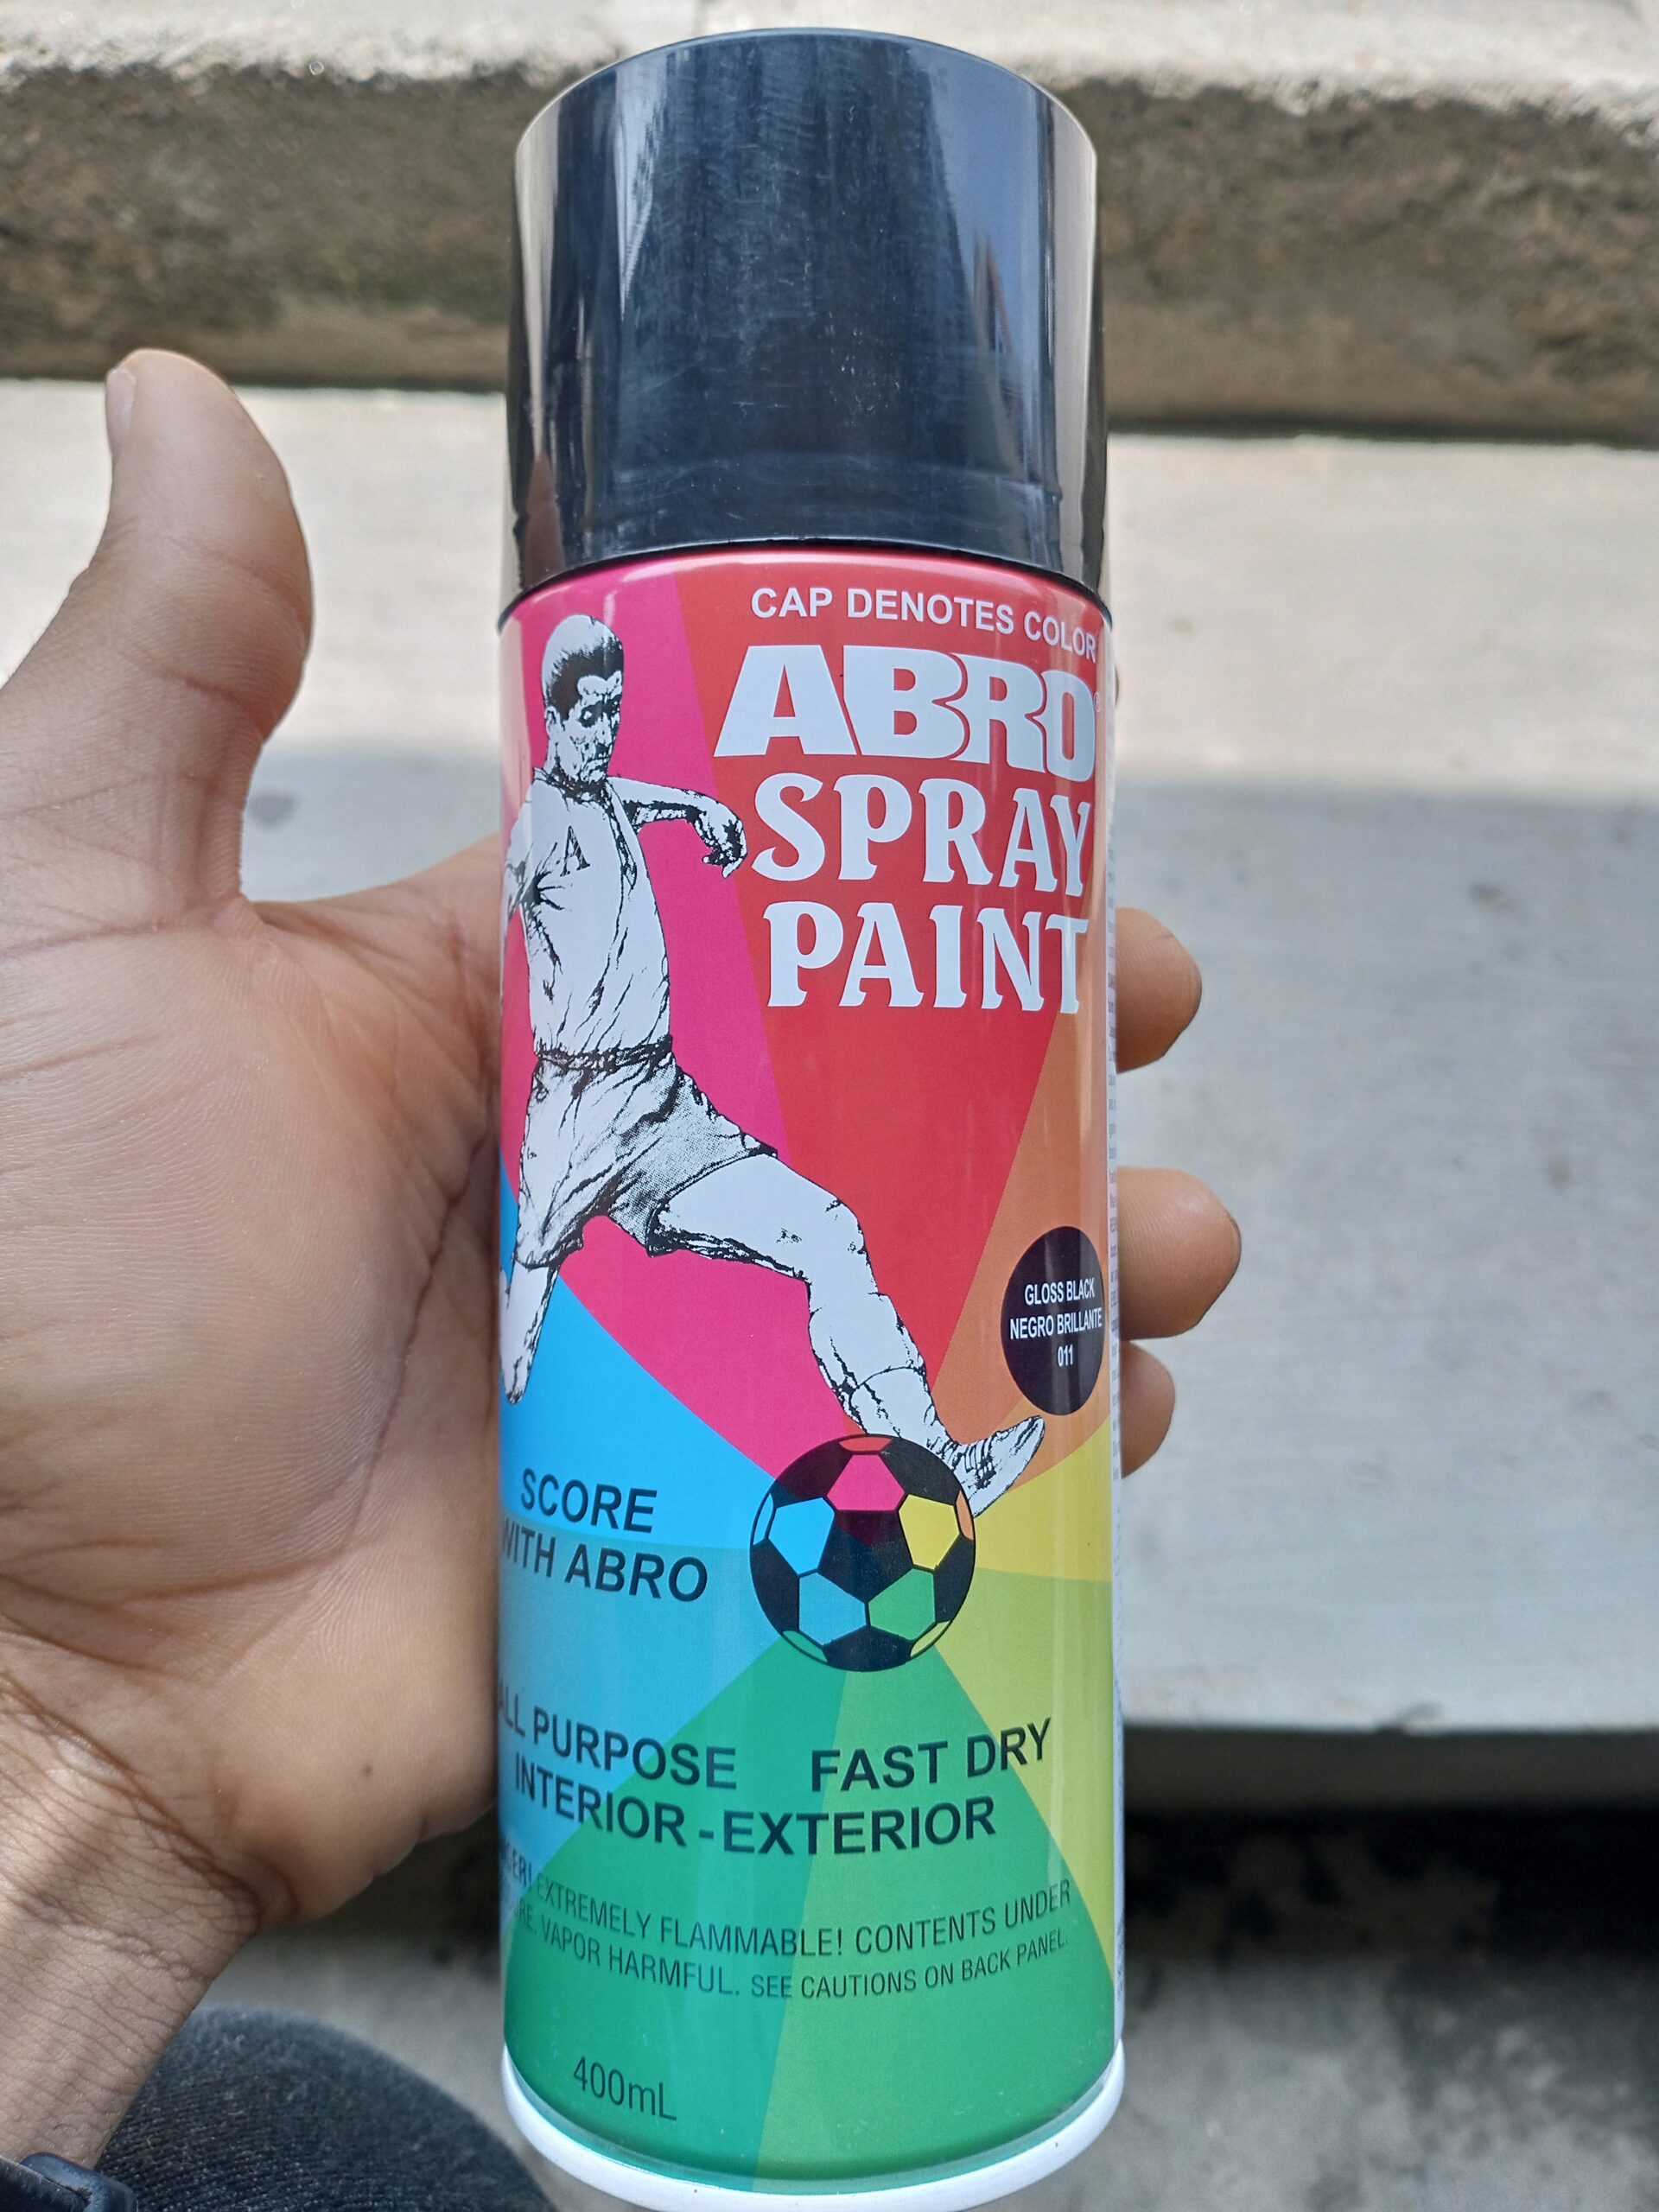 CAP DENOTES COLOR
ABRO
SPRAY
PAINT
A
GLOSS BLACK
NEGRO BRILLANTE
011
SCORE
WITH ABRO
ALL PURPOSE FAST DRY
INTERIOR - EXTERIOR
EXTREMELY FLAMMABLE! CONTENTS UNDER
VAPOR HARMFUL. SEE CAUTIONS ON BACK PANEL.
400mL